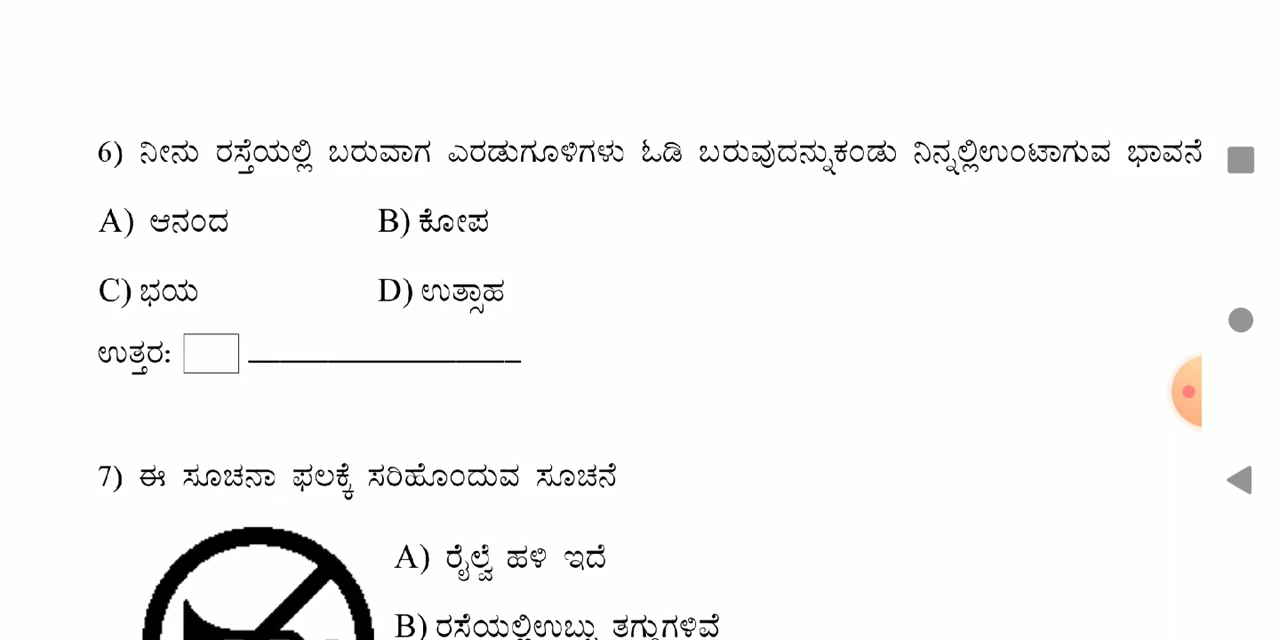 6) ನೀನು ರಸ್ತೆಯಲ್ಲಿ ಬರುವಾಗ ಎರಡುಗೂಳಿಗಳು ಓಡಿ ಬರುವುದನ್ನುಕಂಡು ನಿನ್ನಲ್ಲಿಉಂಟಾಗುವ ಭಾವನೆ
A) ಆನಂದ B) ಕೋಪ
C) ಭಯ D) ಉತ್ಸಾಹ
ಉತ್ತರ:
7) ಈ ಸೂಚನಾ ಫಲಕ್ಕೆ ಸರಿಹೊಂದುವ ಸೂಚನೆ
A) ರೈಲ್ವೆ ಹಳಿ ಇದೆ
B) ರಸ್ತೆಯಲ್ಲಿಉಬ್ಬು ತಗ್ಗುಗಳಿವೆ